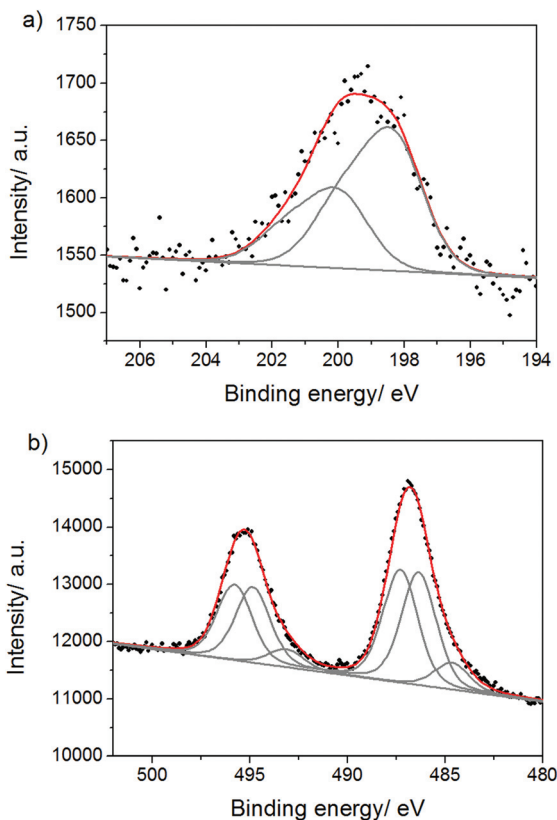 a)
1750
1700
1650
1600
1550
1500
Intensity/ a.u.
206 204 202 200 198 196 194
Binding energy/ eV
b)
15000
14000
13000
12000
11000
10000
Intensity/ a.u.
500 495 490 485 480
Binding energy/ eV